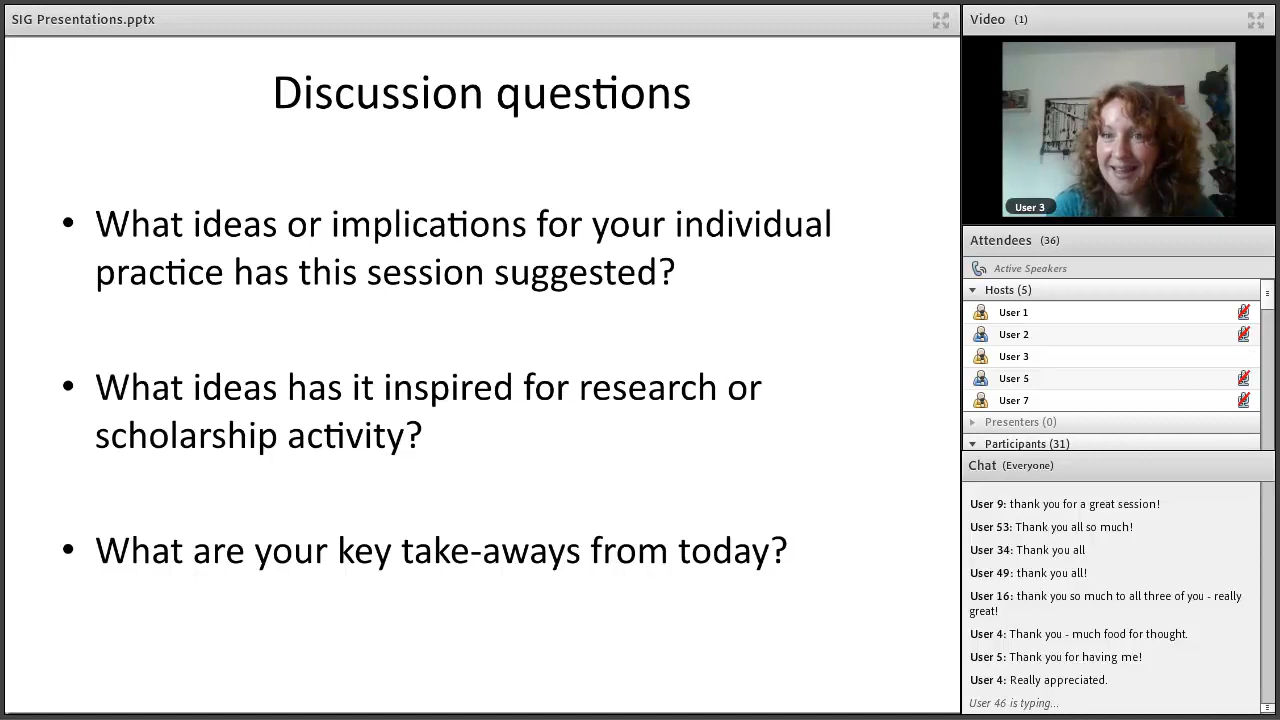 SIG Presentations.pptx
Discussion questions
• What ideas or implications for your individual
practice has this session suggested?
• What ideas has it inspired for research or
scholarship activity?
• What are your key take-aways from today?
Video (1)
User 3
Attendees (36)
Active Speakers
Hosts (5)
User 1
User 2
User 3
User 5
User 7
Presenters (0)
Participants (31)
Chat (Everyone)
User 9: thank you for a great session!
User 53: Thank you all so much!
User 34: Thank you all
User 49: thank you all!
User 16: thank you so much to all three of you - really
great!
User 4: Thank you - much food for thought.
User 5: Thank you for having me!
User 4: Really appreciated.
User 46 is typing...